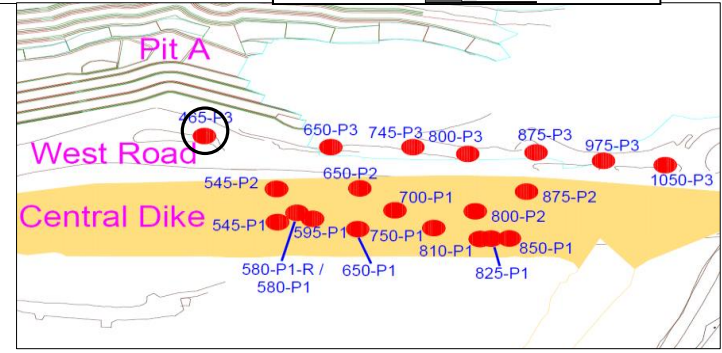 Pit A
465-P3
650-P3
745-P3
800-P3
875-P3
975-P3
1050-P3
West Road
545-P2
650-P2
700-P1
875-P2
800-P2
Central Dike
545-P1
595-P1
750-P1
810-P1
850-P1
580-P1-R /
580-P1
650-P1
825-P1